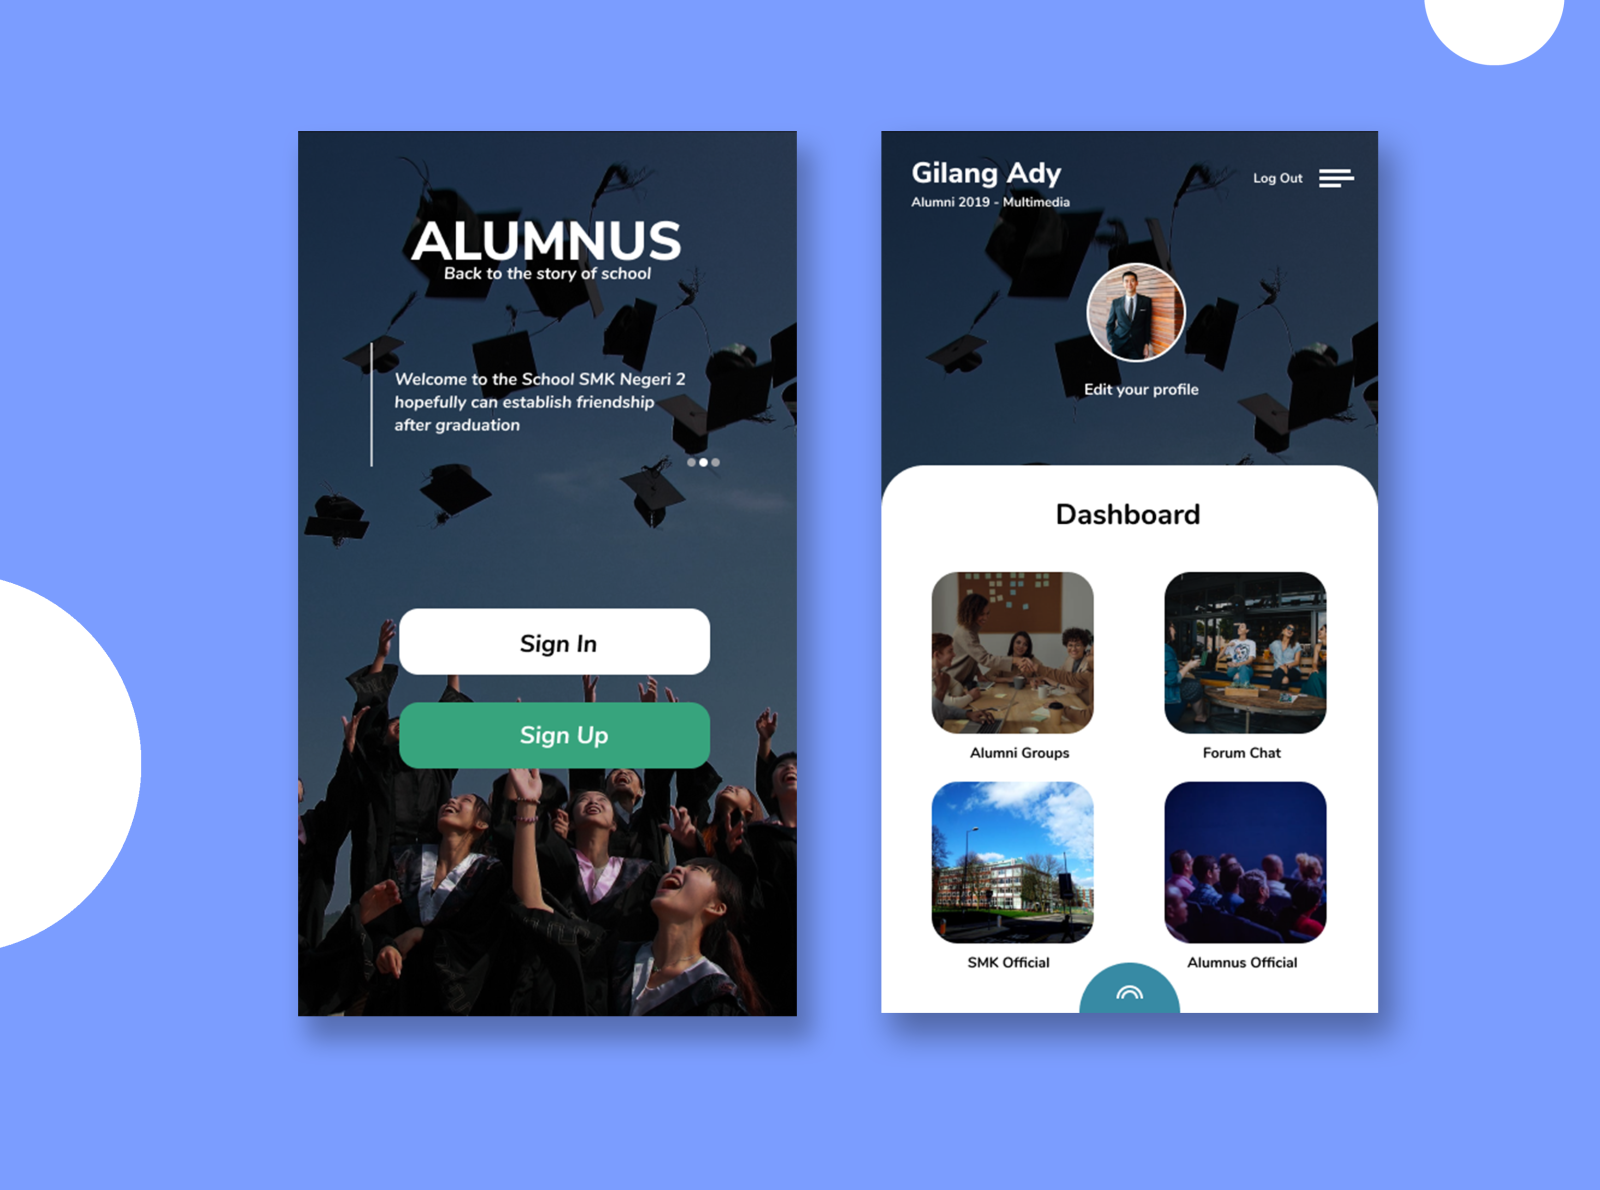 ALUMNUS
Back to the story of school
Welcome to the School SMK Negeri 2
hopefully can establish friendship
after graduation
Sign In
Sign Up
Gilang Ady
Alumni 2019 - Multimedia
Log Out
Edit your profile
Dashboard
Alumni Groups
Forum Chat
SMK Official
Alumnus Official